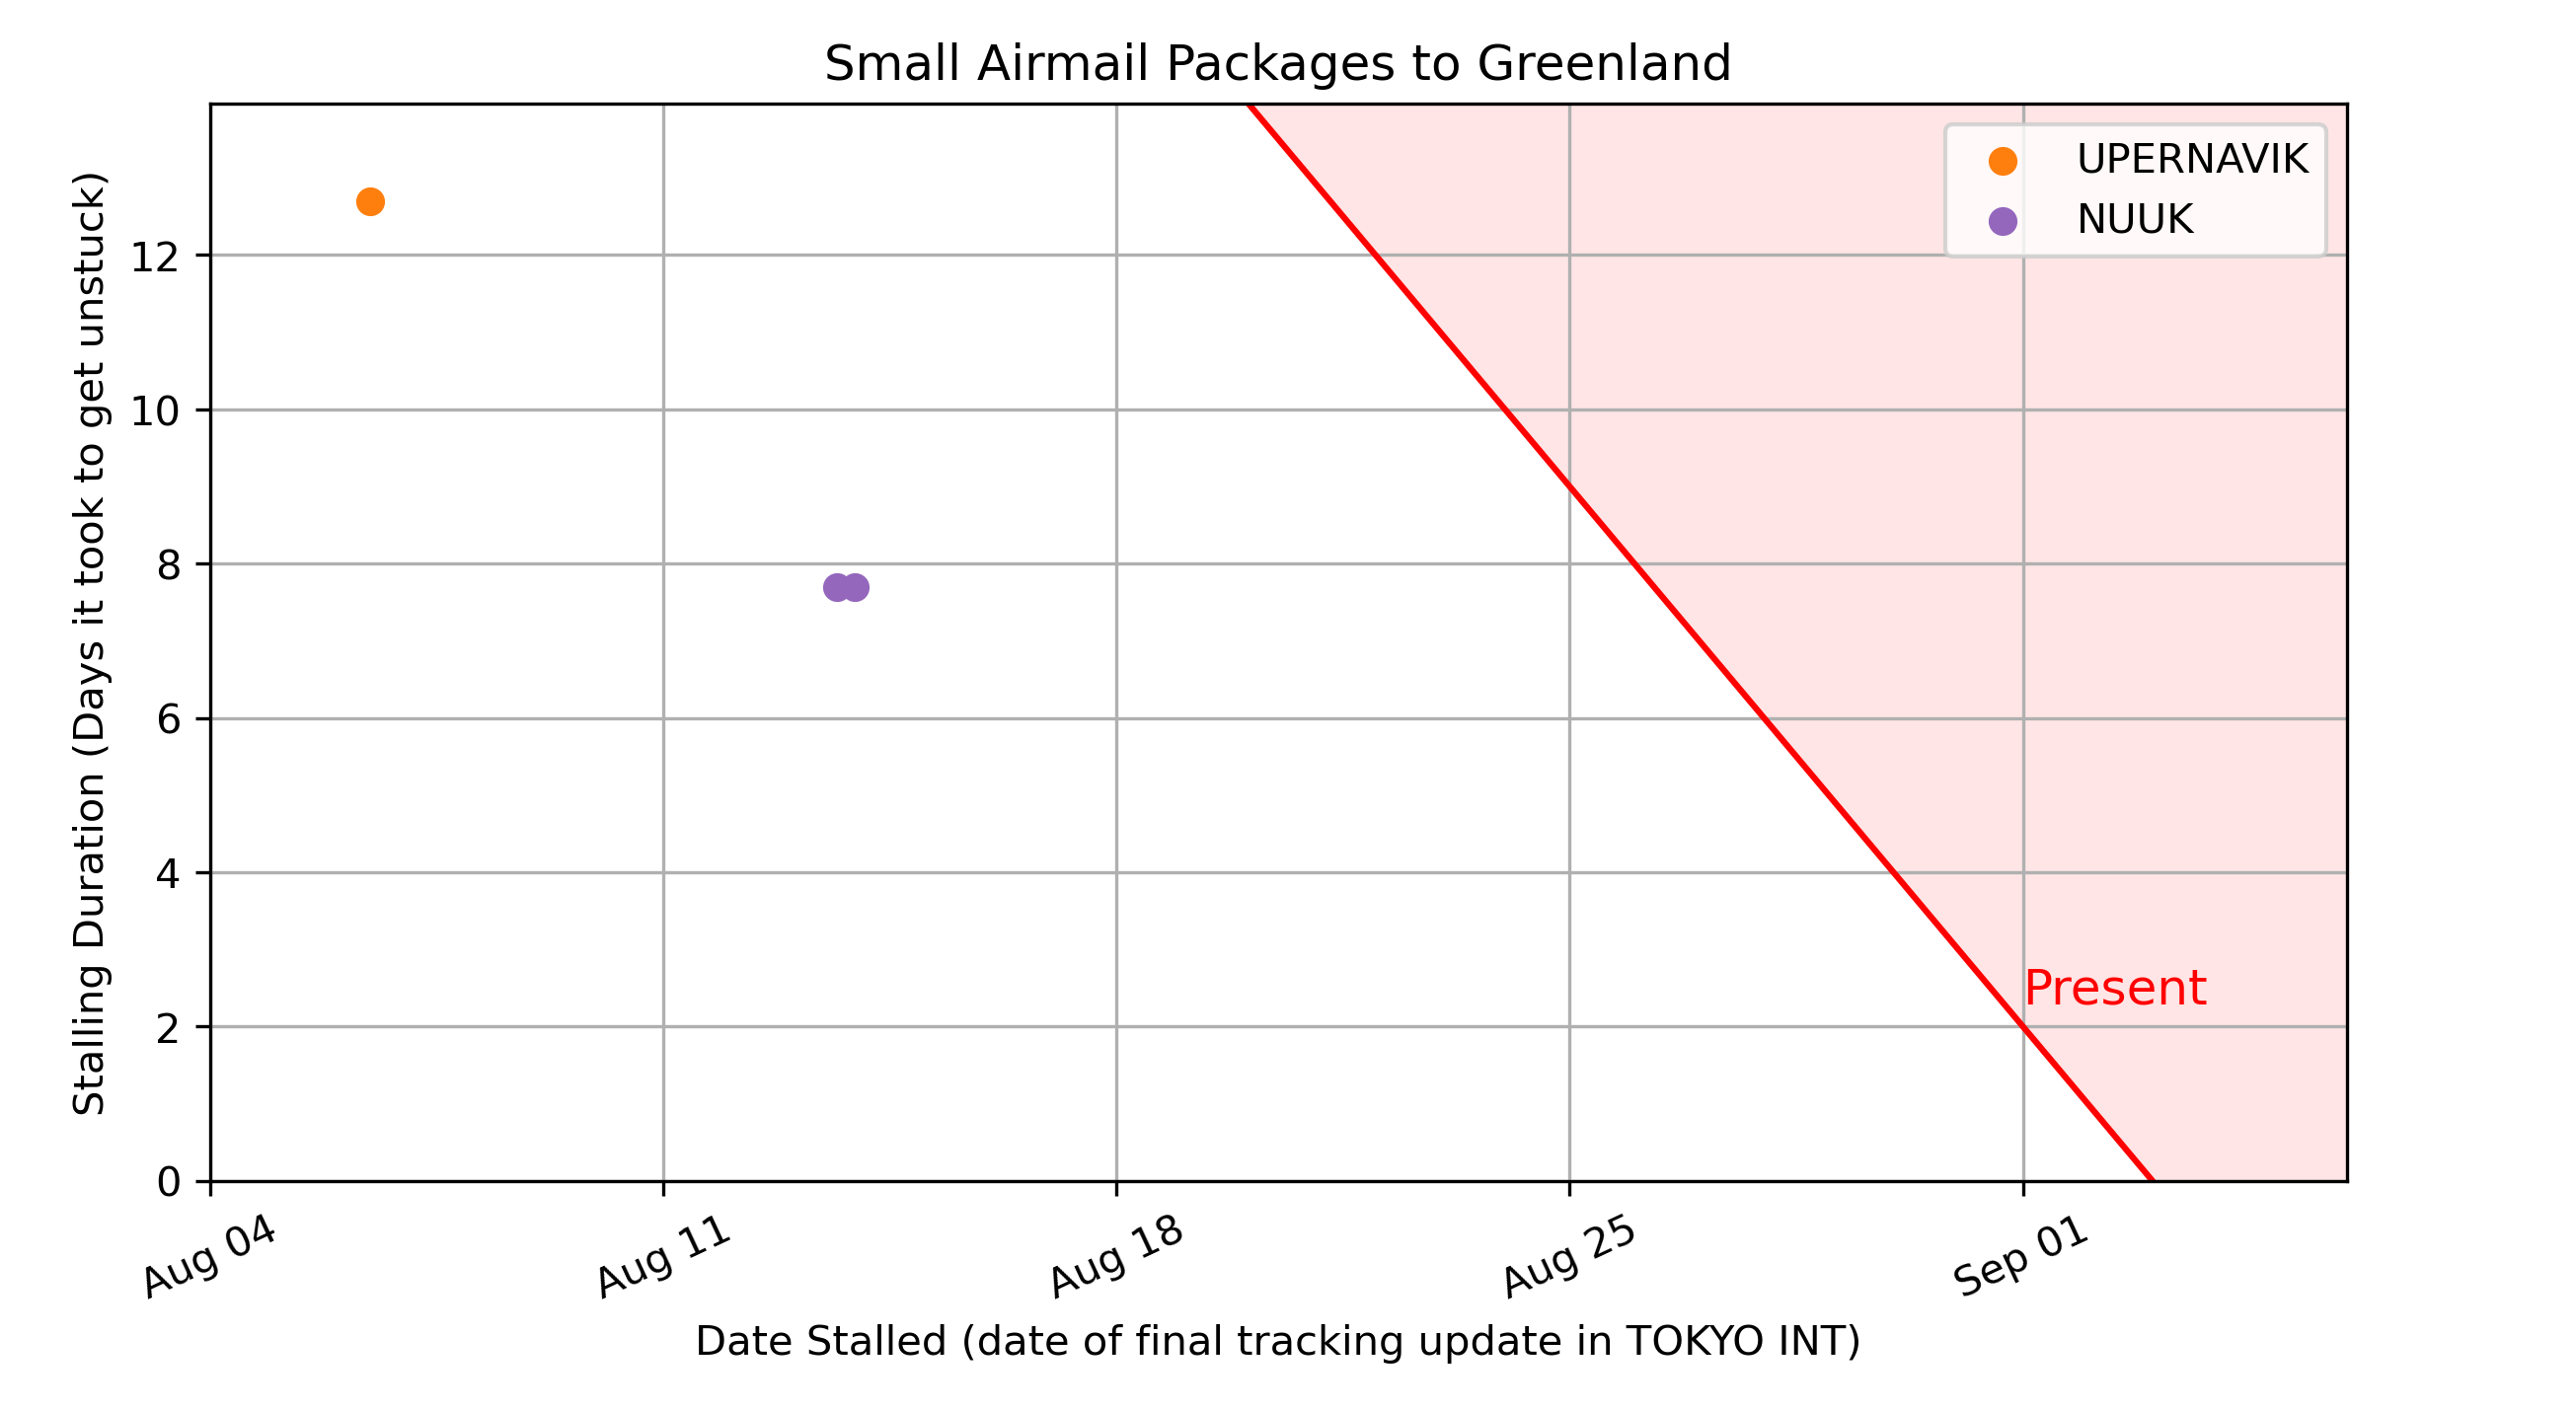 Small Airmail Packages to Greenland
UPERNAVIK
NUUK
Stalling Duration (Days it took to get unstuck)
12
10
8
6
4
2
0
Present
Aug 04
Aug 11
Aug 18
Aug 25
Sep 01
Date Stalled (date of final tracking update in TOKYO INT)